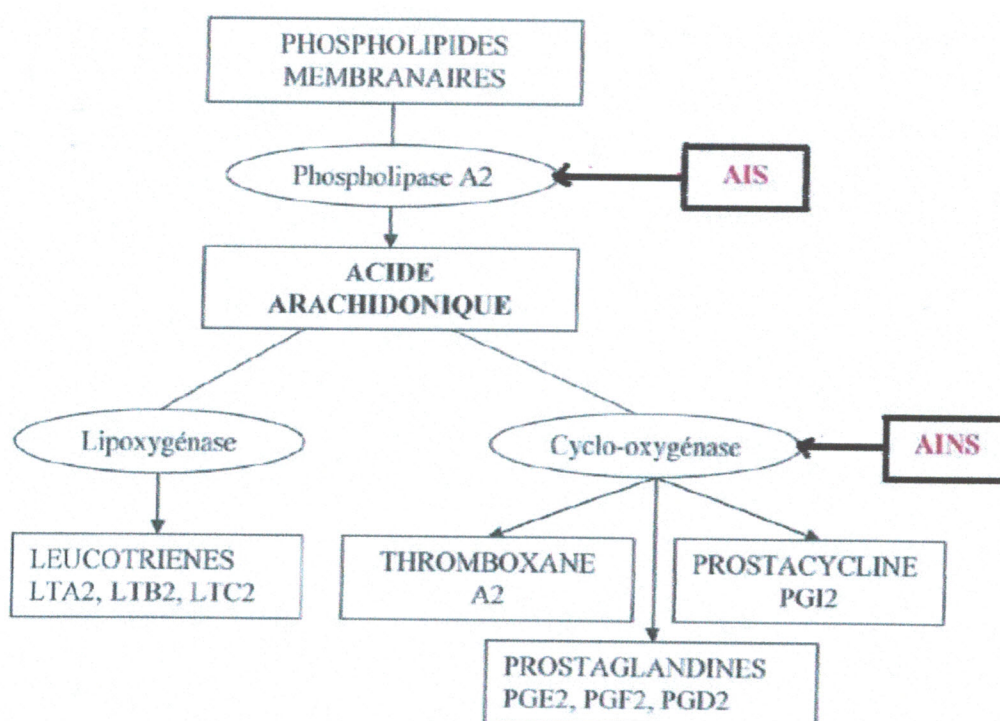 PHOSPHOLIPIDES
MEMBRANAIRES
Phospholipase A2
AIS
ACIDE
ARACHIDONIQUE
Lipoxygénase
Cyclo-oxygénase
AINS
LEUCOTRIENES
LTA2, LTB2, LTC2
THROMBOXANE
A2
PROSTACYCLINE
PGI2
PROSTAGLANDINES
PGE2, PGF2, PGD2